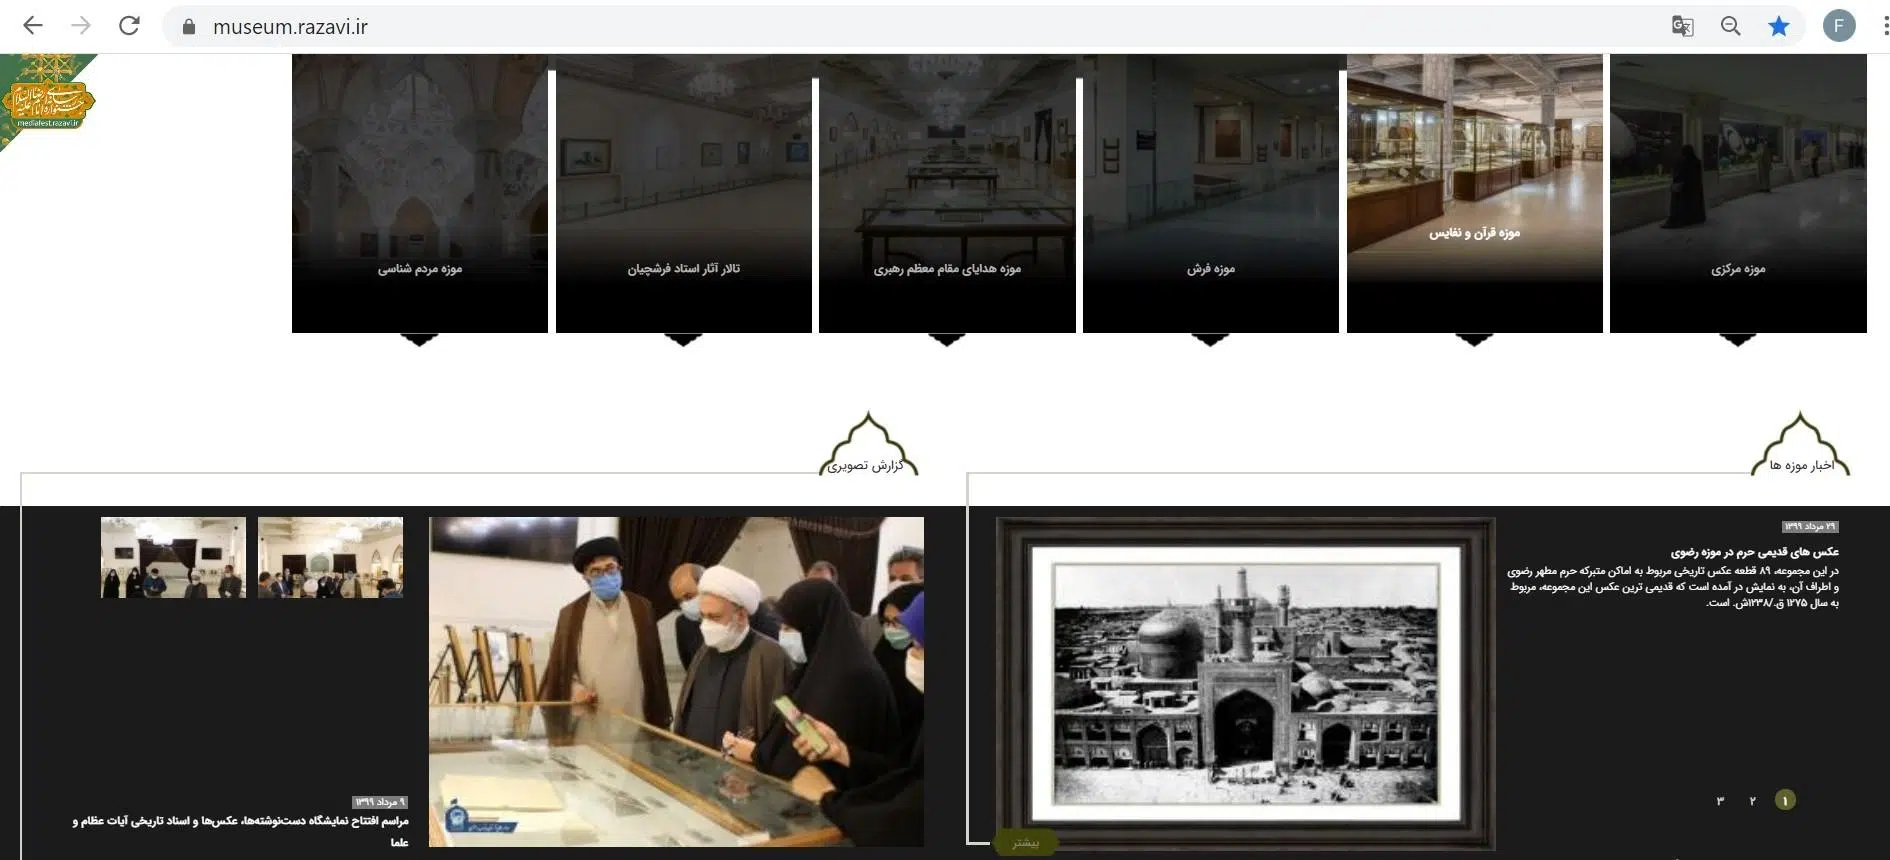 museum.razavi.ir
F
mediafest.razavi.ir
موزه مرکزی
موزه قرآن و نفایس
موزه فرش
موزه هدایای مقام معظم رهبری
تالار آثار استاد فرشچیان
موزه مردم شناسی
اخبار موزه ها
۲۹ مرداد ۱۳۹۹
عکس های قدیمی حرم در موزه رضوی
در این مجموعه، ۸۹ قطعه عکس تاریخی مربوط به اماکن متبرکه حرم مطهر رضوی
و اطراف آن، به نمایش در آمده است که قدیمی ترین عکس این مجموعه، مربوط
به سال ۱۲۷۵ ق./۱۲۳۸ش. است.
۱ ۲ ۳
بیشتر
گزارش تصویری
۹ مرداد ۱۳۹۹
مراسم افتتاح نمایشگاه دست‌نوشته‌ها، عکس‌ها و اسناد تاریخی آیات عظام و
علما